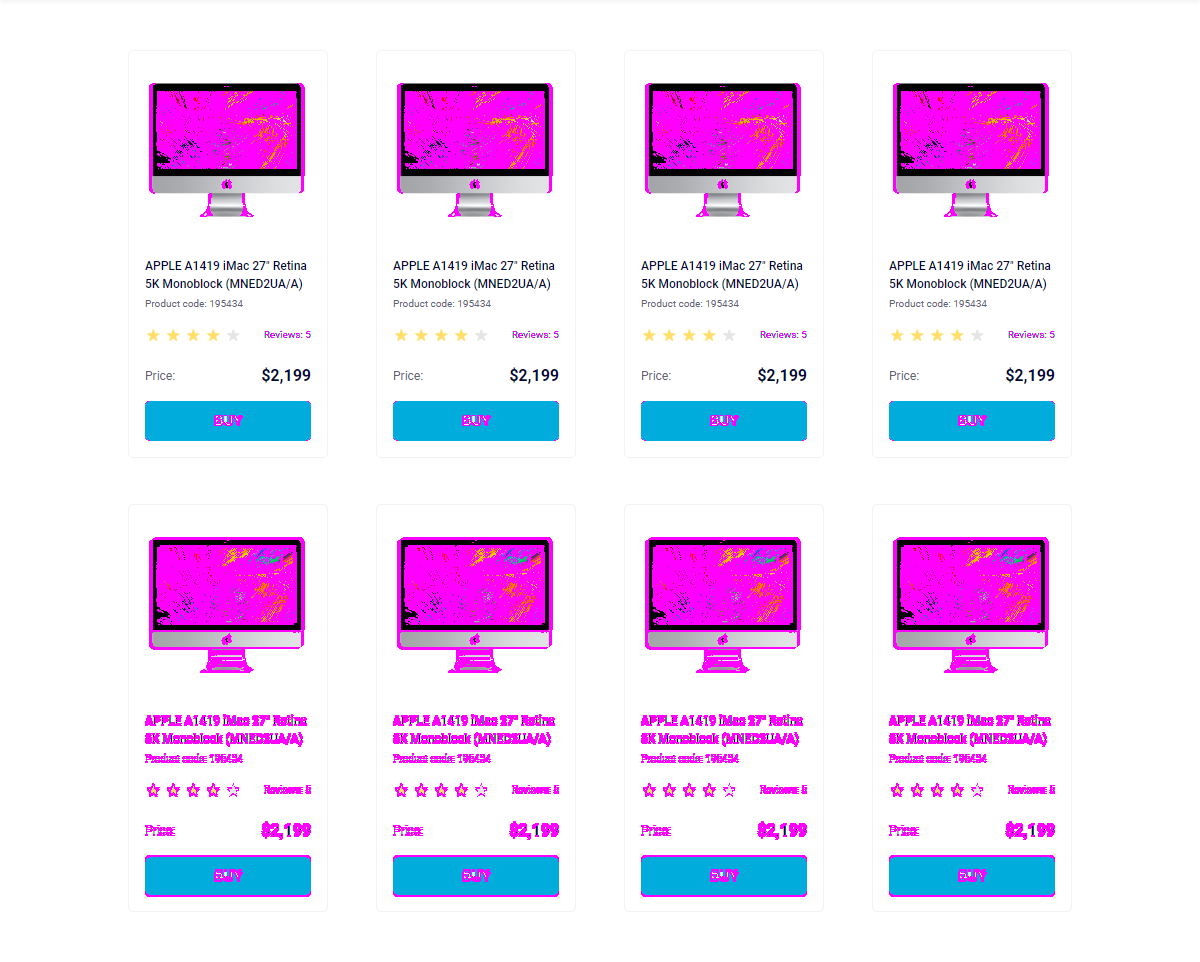 APPLE A1419 iMac 27" Retina
5K Monoblock (MNED2UA/A)
Product code: 195434
Reviews: 5
Price: $2,199
BUY
APPLE A1419 iMac 27" Retina
5K Monoblock (MNED2UA/A)
Product code: 195434
Reviews: 5
Price: $2,199
BUY
APPLE A1419 iMac 27" Retina
5K Monoblock (MNED2UA/A)
Product code: 195434
Reviews: 5
Price: $2,199
BUY
APPLE A1419 iMac 27" Retina
5K Monoblock (MNED2UA/A)
Product code: 195434
Reviews: 5
Price: $2,199
BUY
APPLE A1419 iMac 27" Retina
5K Monoblock (MNED2UA/A)
Product code: 195434
Reviews: 5
Price: $2,199
BUY
APPLE A1419 iMac 27" Retina
5K Monoblock (MNED2UA/A)
Product code: 195434
Reviews: 5
Price: $2,199
BUY
APPLE A1419 iMac 27" Retina
5K Monoblock (MNED2UA/A)
Product code: 195434
Reviews: 5
Price: $2,199
BUY
APPLE A1419 iMac 27" Retina
5K Monoblock (MNED2UA/A)
Product code: 195434
Reviews: 5
Price: $2,199
BUY